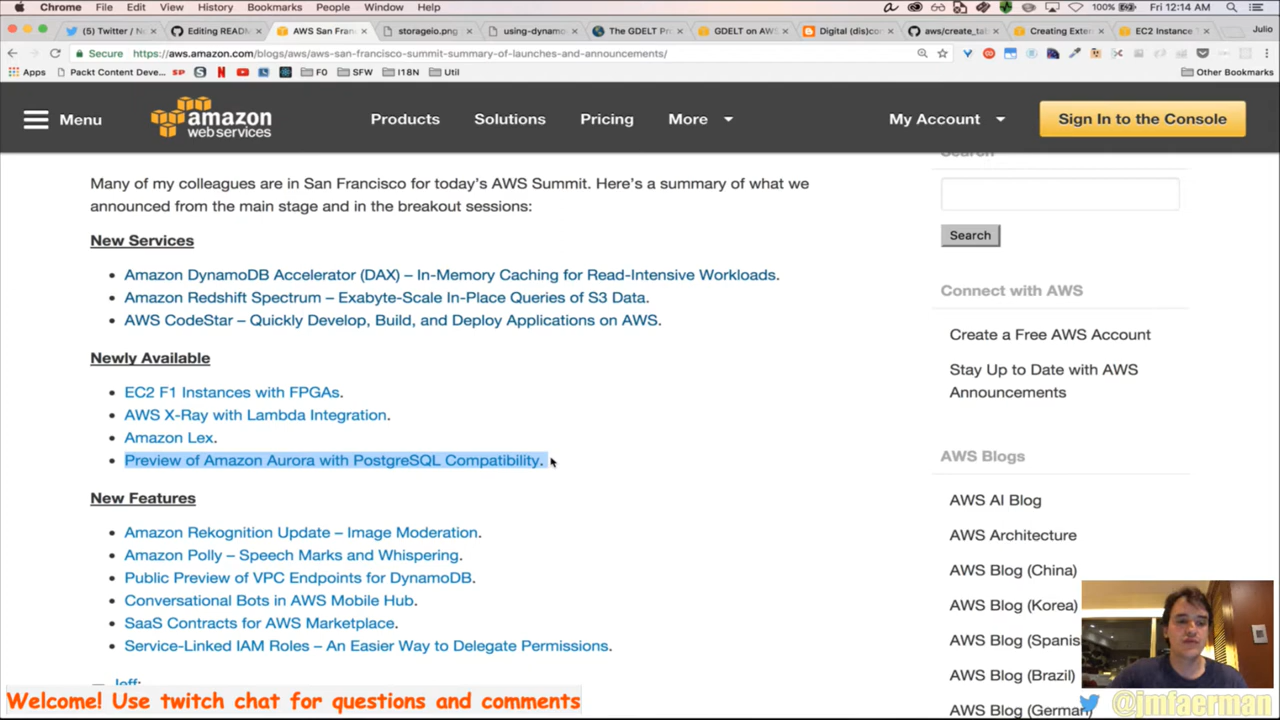 Chrome File Edit View History Bookmarks People Window Help 100% Fri 12:14 AM
(5) Twitter / N Editing READM AWS San Fran storageio.png using-dynamo The GDELT Pr GDELT on AWS Digital (dis)co aws/create_ta Creating Exter EC2 Instance T Julio
Secure https://aws.amazon.com/blogs/aws/aws-san-francisco-summit-summary-of-launches-and-announcements/
Apps Packt Content Deve... F0 SFW I18N Util Other Bookmarks
Menu amazon web services Products Solutions Pricing More My Account Sign In to the Console
Search
Many of my colleagues are in San Francisco for today's AWS Summit. Here's a summary of what we
announced from the main stage and in the breakout sessions:
New Services
Amazon DynamoDB Accelerator (DAX) – In-Memory Caching for Read-Intensive Workloads.
Amazon Redshift Spectrum – Exabyte-Scale In-Place Queries of S3 Data.
AWS CodeStar – Quickly Develop, Build, and Deploy Applications on AWS.
Newly Available
EC2 F1 Instances with FPGAs.
AWS X-Ray with Lambda Integration.
Amazon Lex.
Preview of Amazon Aurora with PostgreSQL Compatibility.
New Features
Amazon Rekognition Update – Image Moderation.
Amazon Polly – Speech Marks and Whispering.
Public Preview of VPC Endpoints for DynamoDB.
Conversational Bots in AWS Mobile Hub.
SaaS Contracts for AWS Marketplace.
Service-Linked IAM Roles – An Easier Way to Delegate Permissions.
Jeff;
Search
Connect with AWS
Create a Free AWS Account
Stay Up to Date with AWS
Announcements
AWS Blogs
AWS AI Blog
AWS Architecture
AWS Blog (China)
AWS Blog (Korea)
AWS Blog (Spanis
AWS Blog (Brazil)
AWS Blog (German)
Welcome! Use twitch chat for questions and comments
@jmfaerman